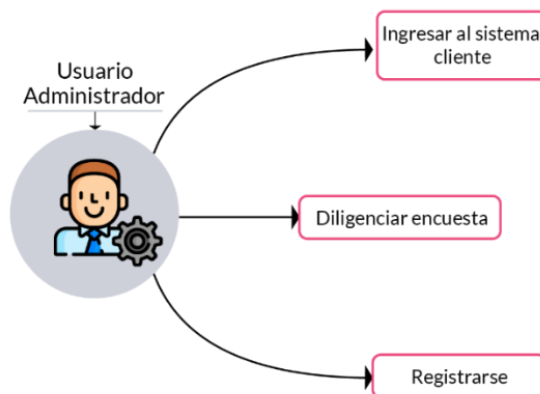 Ingresar al sistema
cliente
Usuario
Administrador
Diligenciar encuesta
Registrarse